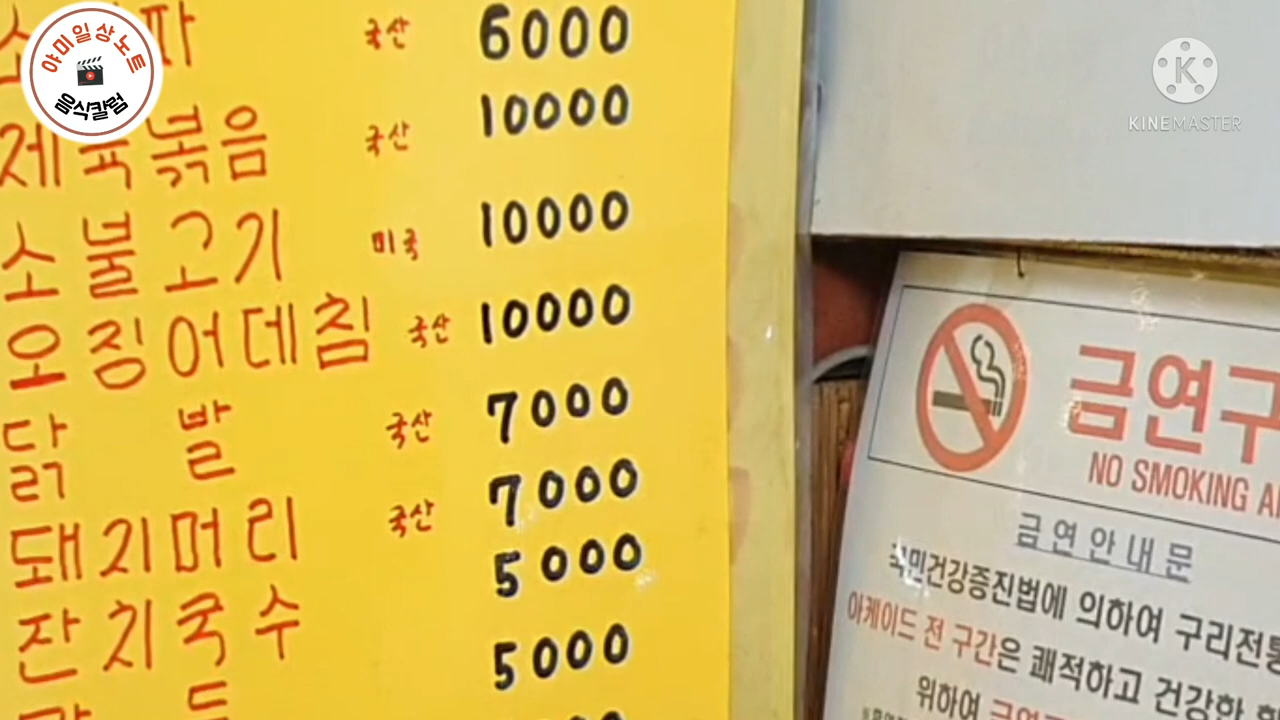 야미일상노트
음식칼럼
국산 6000
제육볶음 국산 10000
소불고기 미국 10000
오징어데침 국산 10000
닭발 국산 7000
돼지머리 국산 7000
잔치국수 5000
5000
KINEMASTER
금연구
NO SMOKING
금연안내문
국민건강증진법에 의하여 구리전통
아케이드 전 구간은 쾌적하고 건강한
위하여